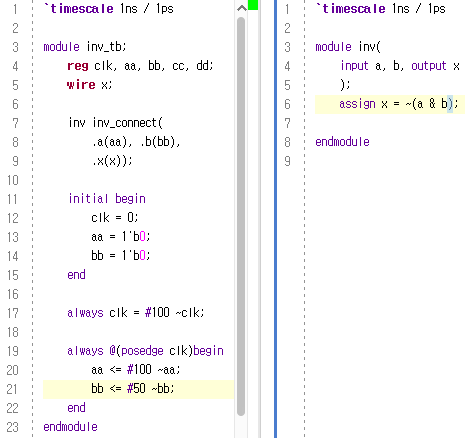 1 `timescale 1ns / 1ps
2
3 module inv_tb;
4 reg clk, aa, bb, cc, dd;
5 wire x;
6
7 inv inv_connect(
8 .a(aa), .b(bb),
9 .x(x));
10
11 initial begin
12 clk = 0;
13 aa = 1'b0;
14 bb = 1'b0;
15 end
16
17 always clk = #100 ~clk;
18
19 always @(posedge clk)begin
20 aa <= #100 ~aa;
21 bb <= #50 ~bb;
22 end
23 endmodule
1 `timescale 1ns / 1ps
2
3 module inv(
4 input a, b, output x
5 );
6 assign x = ~(a & b);
7
8 endmodule
9